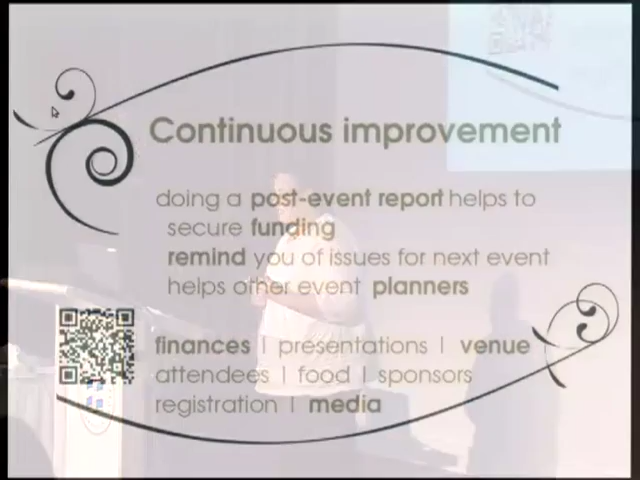 Continuous improvement
doing a post-event report helps to
secure funding
remind you of issues for next event
helps other event planners
finances | presentations | venue
attendees | food | sponsors
registration | media